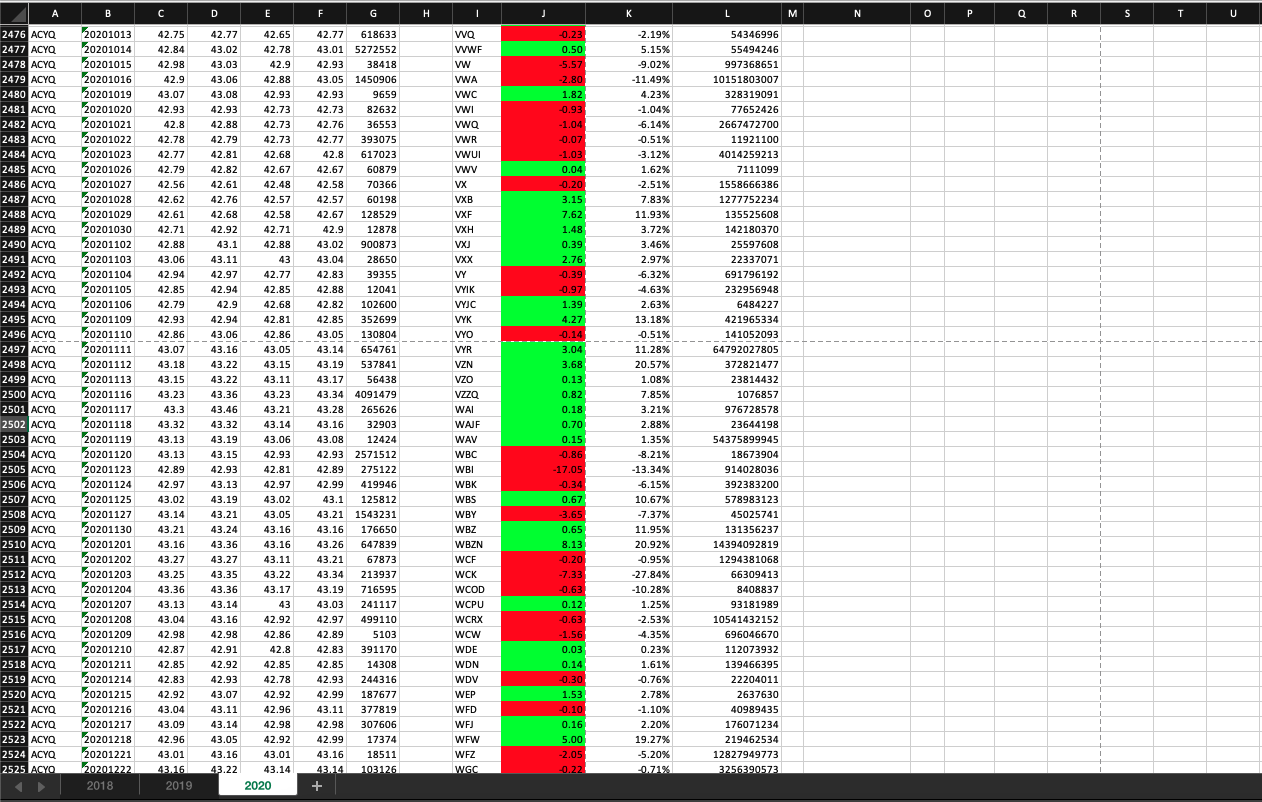 A B C D E F G H I J K L M N O P Q R S T U
2476 ACYQ 20201013 42.75 42.77 42.65 42.77 618633 VVQ -0.23 -2.19% 54346996
2477 ACYQ 20201014 42.84 43.02 42.78 43.01 5272552 VVWF 0.50 5.15% 55494246
2478 ACYQ 20201015 42.98 43.03 42.9 42.93 38418 VW -5.57 -9.02% 997368651
2479 ACYQ 20201016 42.9 43.06 42.88 43.05 1450906 VWA -2.80 -11.49% 10151803007
2480 ACYQ 20201019 43.07 43.08 42.93 42.93 9659 VWC 1.82 4.23% 328319091
2481 ACYQ 20201020 42.93 42.93 42.73 42.73 82632 VWI -0.93 -1.04% 77652426
2482 ACYQ 20201021 42.8 42.88 42.73 42.76 36553 VWQ -1.04 -6.14% 2667472700
2483 ACYQ 20201022 42.78 42.79 42.73 42.77 393075 VWR -0.07 -0.51% 11921100
2484 ACYQ 20201023 42.77 42.81 42.68 42.8 617023 VWUI -1.03 -3.12% 4014259213
2485 ACYQ 20201026 42.79 42.82 42.67 42.67 60879 VWV 0.04 1.62% 7111099
2486 ACYQ 20201027 42.56 42.61 42.48 42.58 70366 VX -0.20 -2.51% 1558666386
2487 ACYQ 20201028 42.62 42.76 42.57 42.57 60198 VXB 3.15 7.83% 1277752234
2488 ACYQ 20201029 42.61 42.68 42.58 42.67 128529 VXF 7.62 11.93% 135525608
2489 ACYQ 20201030 42.71 42.92 42.71 42.9 12878 VXH 1.48 3.72% 142180370
2490 ACYQ 20201102 42.88 43.1 42.88 43.02 900873 VXJ 0.39 3.46% 25597608
2491 ACYQ 20201103 43.06 43.11 43 43.04 28650 VXX 2.76 2.97% 22337071
2492 ACYQ 20201104 42.94 42.97 42.77 42.83 39355 VY -0.39 -6.32% 691796192
2493 ACYQ 20201105 42.85 42.94 42.85 42.88 12041 VYIK -0.97 -4.63% 232956948
2494 ACYQ 20201106 42.79 42.9 42.68 42.82 102600 VYJC 1.39 2.63% 6484227
2495 ACYQ 20201109 42.93 42.94 42.81 42.85 352699 VYK 4.27 13.18% 421965334
2496 ACYQ 20201110 42.86 43.06 42.86 43.05 130804 VYO -0.14 -0.51% 141052093
2497 ACYQ 20201111 43.07 43.16 43.05 43.14 654761 VYR 3.04 11.28% 64792027805
2498 ACYQ 20201112 43.18 43.22 43.15 43.19 537841 VZN 3.68 20.57% 372821477
2499 ACYQ 20201113 43.15 43.22 43.11 43.17 56438 VZO 0.13 1.08% 23814432
2500 ACYQ 20201116 43.23 43.36 43.23 43.34 4091479 VZZQ 0.82 7.85% 1076857
2501 ACYQ 20201117 43.3 43.46 43.21 43.28 265626 WAI 0.18 3.21% 976728578
2502 ACYQ 20201118 43.32 43.32 43.14 43.16 32903 WAJF 0.70 2.88% 23644198
2503 ACYQ 20201119 43.13 43.19 43.06 43.08 12424 WAV 0.15 1.35% 54375899945
2504 ACYQ 20201120 43.13 43.15 42.93 42.93 2571512 WBC -0.86 -8.21% 18673904
2505 ACYQ 20201123 42.89 42.93 42.81 42.89 275122 WBI -17.05 -13.34% 914028036
2506 ACYQ 20201124 42.97 43.13 42.97 42.99 419946 WBK -0.34 -6.15% 392383200
2507 ACYQ 20201125 43.02 43.19 43.02 43.1 125812 WBS 0.67 10.67% 578983123
2508 ACYQ 20201127 43.14 43.21 43.05 43.21 1543231 WBY -3.65 -7.37% 45025741
2509 ACYQ 20201130 43.21 43.24 43.16 43.16 176650 WBZ 0.65 11.95% 131356237
2510 ACYQ 20201201 43.16 43.36 43.16 43.26 647839 WBZN 8.13 20.92% 14394092819
2511 ACYQ 20201202 43.27 43.27 43.11 43.21 67873 WCF -0.20 -0.95% 1294381068
2512 ACYQ 20201203 43.25 43.35 43.22 43.34 213937 WCK -7.33 -27.84% 66309413
2513 ACYQ 20201204 43.36 43.36 43.17 43.19 716595 WCOD -0.63 -10.28% 8408837
2514 ACYQ 20201207 43.13 43.14 43 43.03 241117 WCPU 0.12 1.25% 93181989
2515 ACYQ 20201208 43.04 43.16 42.92 42.97 499110 WCRX -0.63 -2.53% 10541432152
2516 ACYQ 20201209 42.98 42.98 42.86 42.89 5103 WCW -1.56 -4.35% 696046670
2517 ACYQ 20201210 42.87 42.91 42.8 42.83 391170 WDE 0.03 0.23% 112073932
2518 ACYQ 20201211 42.85 42.92 42.85 42.85 14308 WDN 0.14 1.61% 139466395
2519 ACYQ 20201214 42.83 42.93 42.78 42.93 244316 WDV -0.30 -0.76% 22204011
2520 ACYQ 20201215 42.92 43.07 42.92 42.99 187677 WEP 1.53 2.78% 2637630
2521 ACYQ 20201216 43.04 43.11 42.96 43.11 377819 WFD -0.10 -1.10% 40989435
2522 ACYQ 20201217 43.09 43.14 42.98 42.98 307606 WFJ 0.16 2.20% 176071234
2523 ACYQ 20201218 42.96 43.05 42.92 42.99 17374 WFW 5.00 19.27% 219462534
2524 ACYQ 20201221 43.01 43.16 43.01 43.16 18511 WFZ -2.05 -5.20% 12827949773
2525 ACYQ 20201222 43.16 43.22 43.14 43.14 103126 WGC -0.22 -0.71% 3256390573
2018 2019 2020 +